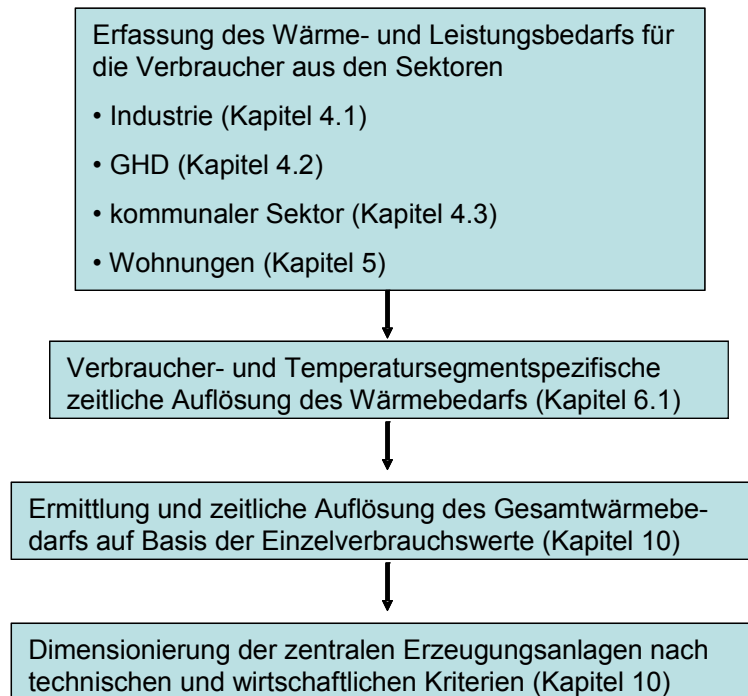 Erfassung des Wärme- und Leistungsbedarfs für
die Verbraucher aus den Sektoren
• Industrie (Kapitel 4.1)
• GHD (Kapitel 4.2)
• kommunaler Sektor (Kapitel 4.3)
• Wohnungen (Kapitel 5)
Verbraucher- und Temperatursegmentspezifische
zeitliche Auflösung des Wärmebedarfs (Kapitel 6.1)
Ermittlung und zeitliche Auflösung des Gesamtwärmebe-
darfs auf Basis der Einzelverbrauchswerte (Kapitel 10)
Dimensionierung der zentralen Erzeugungsanlagen nach
technischen und wirtschaftlichen Kriterien (Kapitel 10)